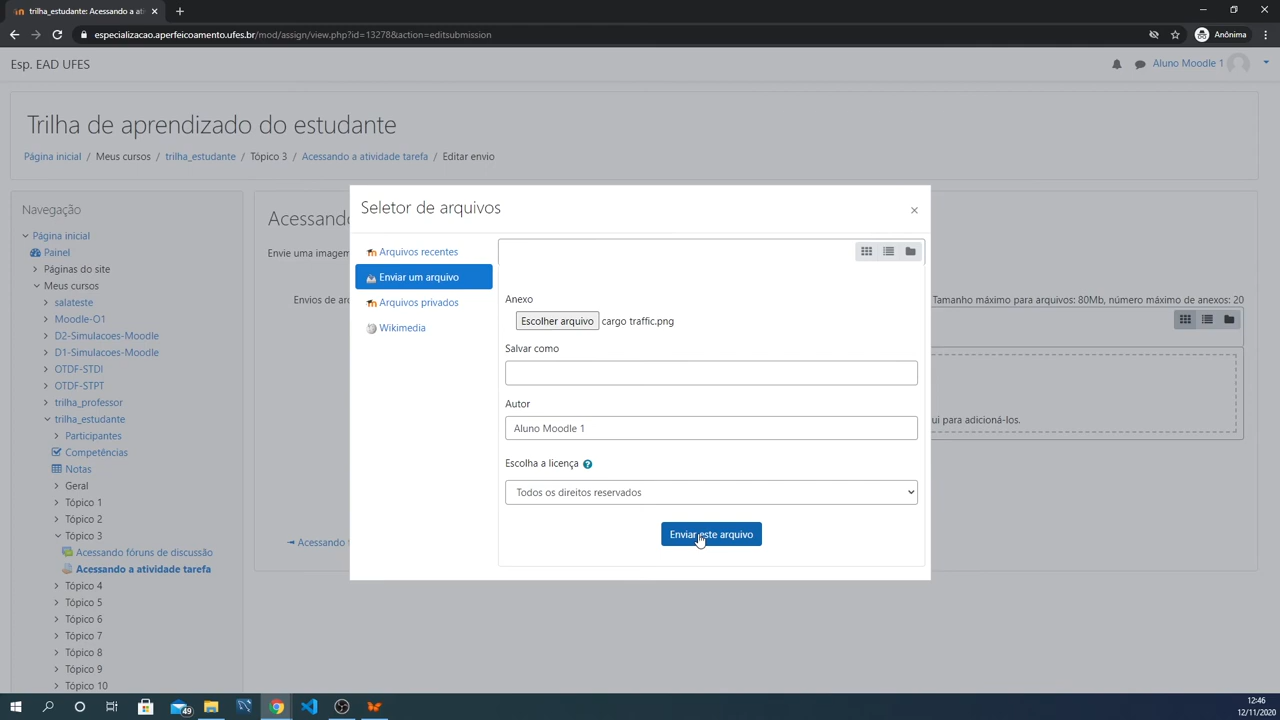 trilha_estudante: Acessando a ati
especializacao.aperfeicoamento.ufes.br/mod/assign/view.php?id=13278&action=editsubmission
Anônima
Esp. EAD UFES
Aluno Moodle 1
Trilha de aprendizado do estudante
Página inicial / Meus cursos / trilha_estudante / Tópico 3 / Acessando a atividade tarefa / Editar envio
Navegação
Página inicial
Painel
Páginas do site
Meus cursos
salateste
Moodle-O1
D2-Simulacoes-Moodle
D1-Simulacoes-Moodle
OTDF-STDI
OTDF-STPT
trilha_professor
trilha_estudante
Participantes
Competências
Notas
Geral
Tópico 1
Tópico 2
Tópico 3
Acessando fóruns de discussão
Acessando a atividade tarefa
Tópico 4
Tópico 5
Tópico 6
Tópico 7
Tópico 8
Tópico 9
Tópico 10
Acessando
Envie uma imagem
Envios de arq
Tamanho máximo para arquivos: 80Mb, número máximo de anexos: 20
ui para adicioná-los.
Acessando f
Seletor de arquivos
×
Arquivos recentes
Enviar um arquivo
Arquivos privados
Wikimedia
Anexo
Escolher arquivo cargo traffic.png
Salvar como
Autor
Aluno Moodle 1
Escolha a licença
Todos os direitos reservados
Enviar este arquivo
49
12:46
12/11/2020